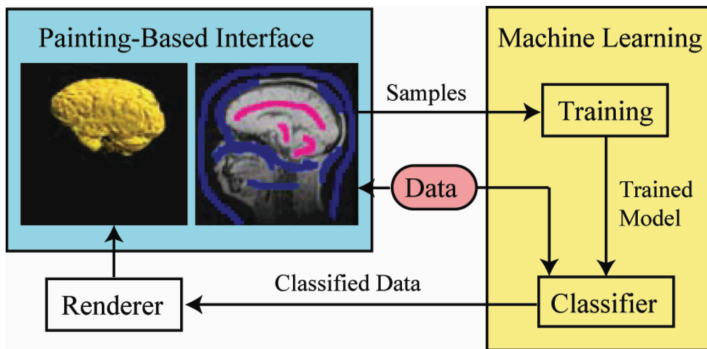 Painting-Based Interface
Machine Learning
Samples
Training
Data
Trained
Model
Classified Data
Renderer
Classifier